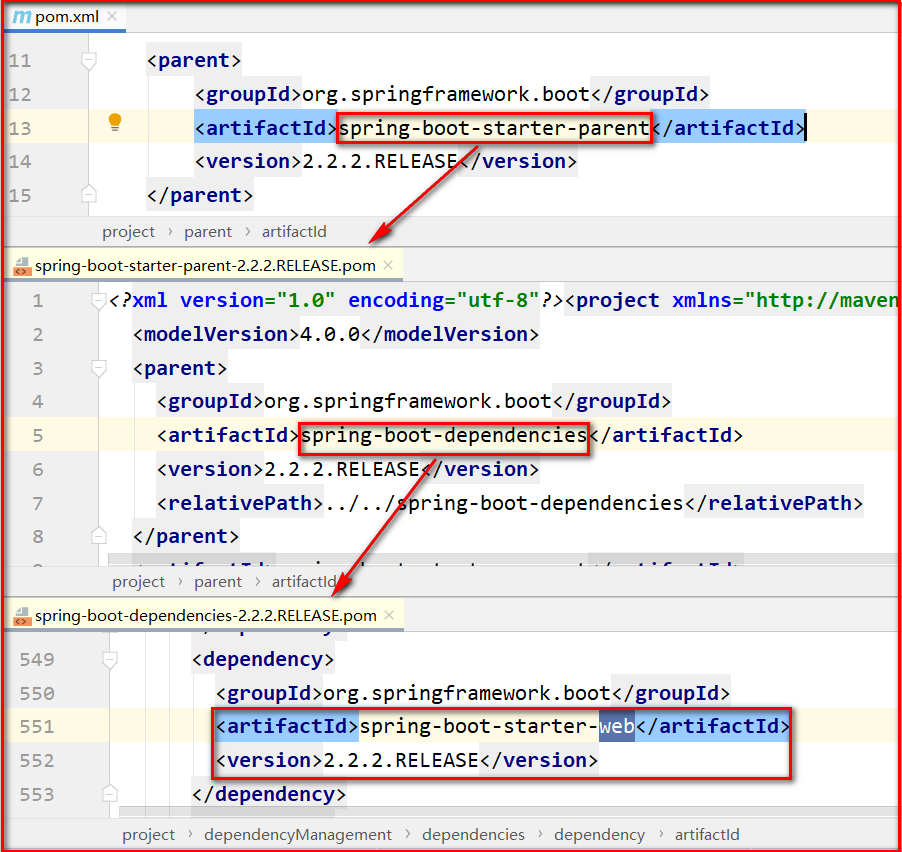 m pom.xml ×
11 <parent>
12 <groupId>org.springframework.boot</groupId>
13 <artifactId>spring-boot-starter-parent</artifactId>
14 <version>2.2.2.RELEASE</version>
15 </parent>
project › parent › artifactId
spring-boot-starter-parent-2.2.2.RELEASE.pom ×
1 <?xml version="1.0" encoding="utf-8"?><project xmlns="http://maven
2 <modelVersion>4.0.0</modelVersion>
3 <parent>
4 <groupId>org.springframework.boot</groupId>
5 <artifactId>spring-boot-dependencies</artifactId>
6 <version>2.2.2.RELEASE</version>
7 <relativePath>../../spring-boot-dependencies</relativePath>
8 </parent>
project › parent › artifactId
spring-boot-dependencies-2.2.2.RELEASE.pom ×
549 <dependency>
550 <groupId>org.springframework.boot</groupId>
551 <artifactId>spring-boot-starter-web</artifactId>
552 <version>2.2.2.RELEASE</version>
553 </dependency>
project › dependencyManagement › dependencies › dependency › artifactId